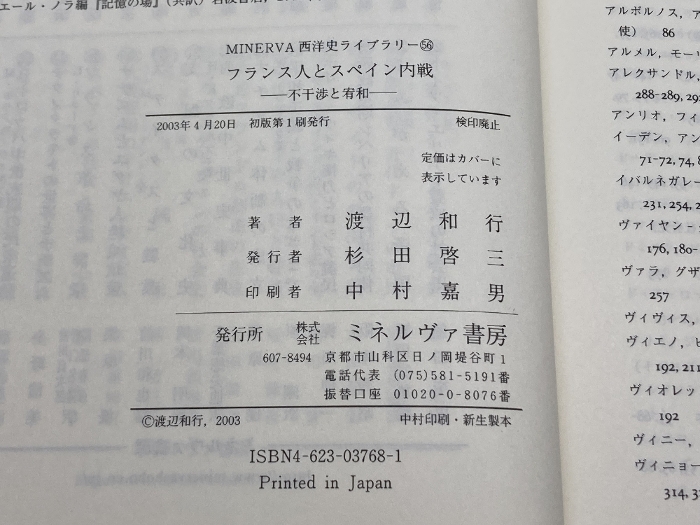 エール・ノラ編『記憶の場』（共訳）岩波書店,
MINERVA 西洋史ライブラリー㊻
フランス人とスペイン内戦
──不干渉と宥和──
2003年4月20日　初版第1刷発行　検印廃止
定価はカバーに
表示しています
著者　渡辺和行
発行者　杉田啓三
印刷者　中村嘉男
発行所　株式会社　ミネルヴァ書房
607-8494　京都市山科区日ノ岡堤谷町1
電話代表　(075)581-5191番
振替口座　01020-0-8076番
©渡辺和行, 2003　中村印刷・新生製本
ISBN4-623-03768-1
Printed in Japan
アルボルノス, ア
使）　86
アルメル, モーリ
アレクサンドル,
288-289, 29
アンリオ, フィ
イーデン, アン
71-72, 74, 8
イバルネガレー
231, 254, 2
ヴァイヤン=
176, 180-
ヴァラ, グザ
257
ヴィヴィス,
ヴィエノ, ピ
192, 211
ヴィオレッ
192
ヴィニー,
ヴィニョー
314, 3